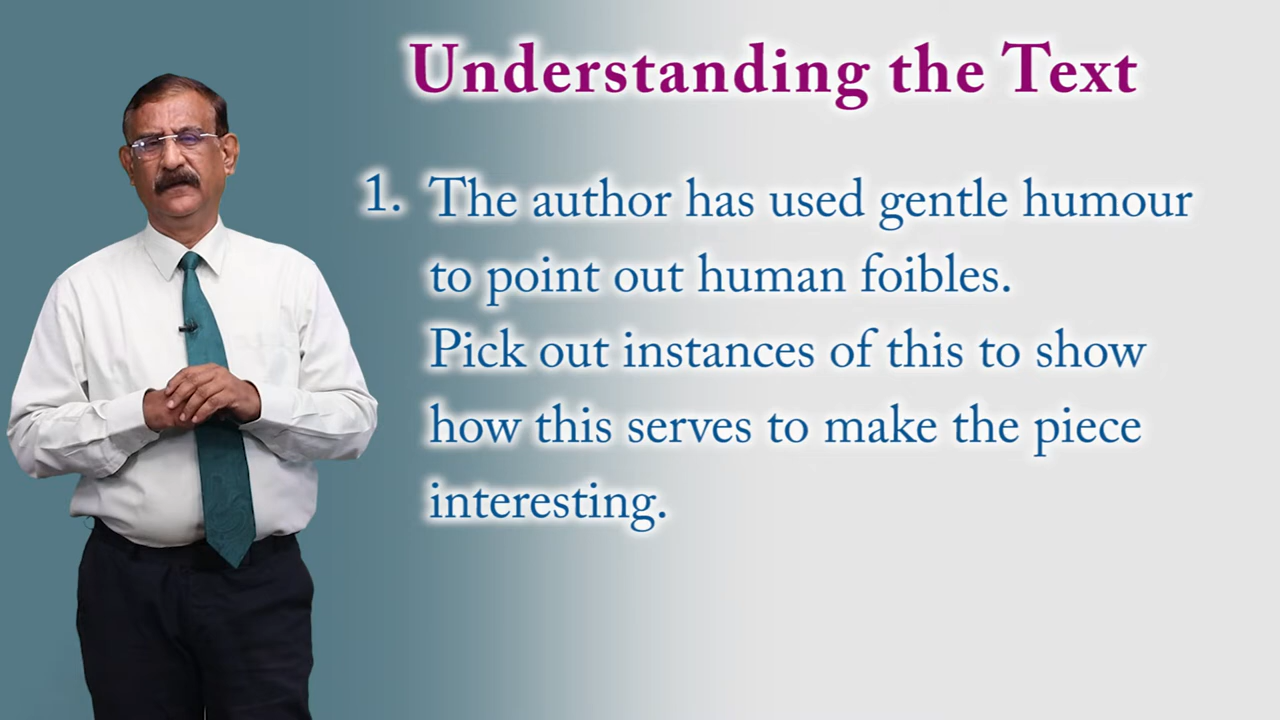 Understanding the Text
1. The author has used gentle humour
to point out human foibles.
Pick out instances of this to show
how this serves to make the piece
interesting.